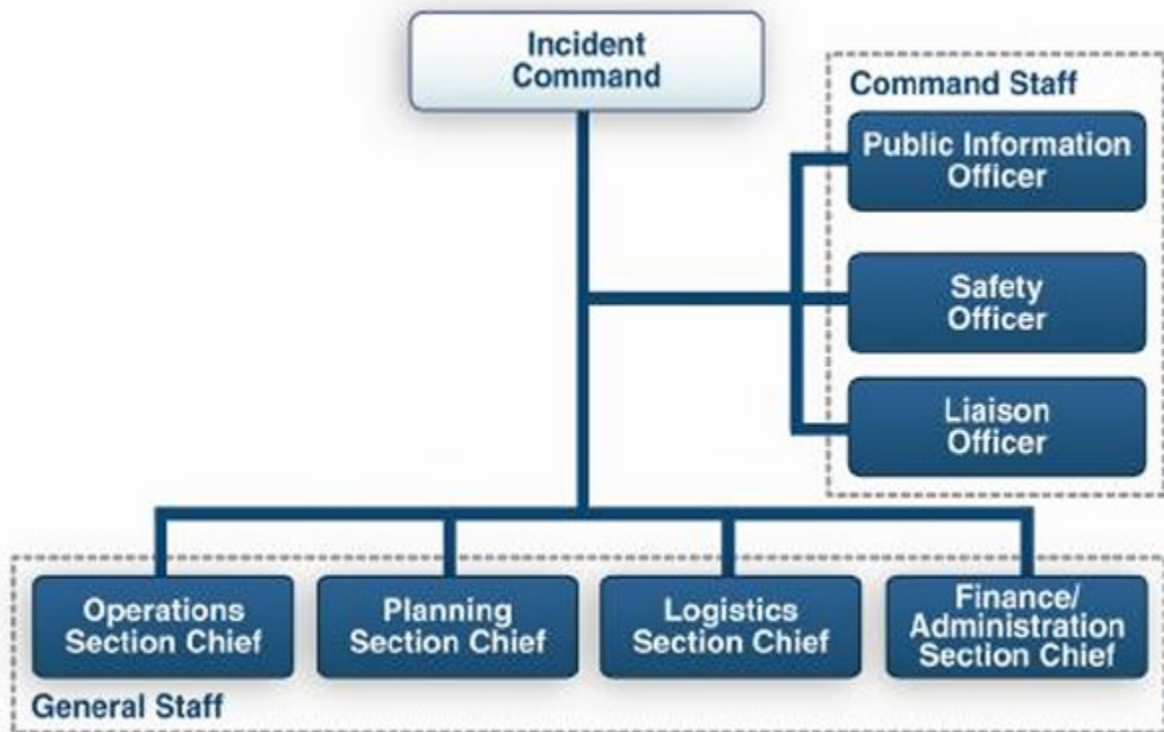 Incident
Command
Command Staff
Public Information
Officer
Safety
Officer
Liaison
Officer
Operations
Section Chief
Planning
Section Chief
Logistics
Section Chief
Finance/
Administration
Section Chief
General Staff